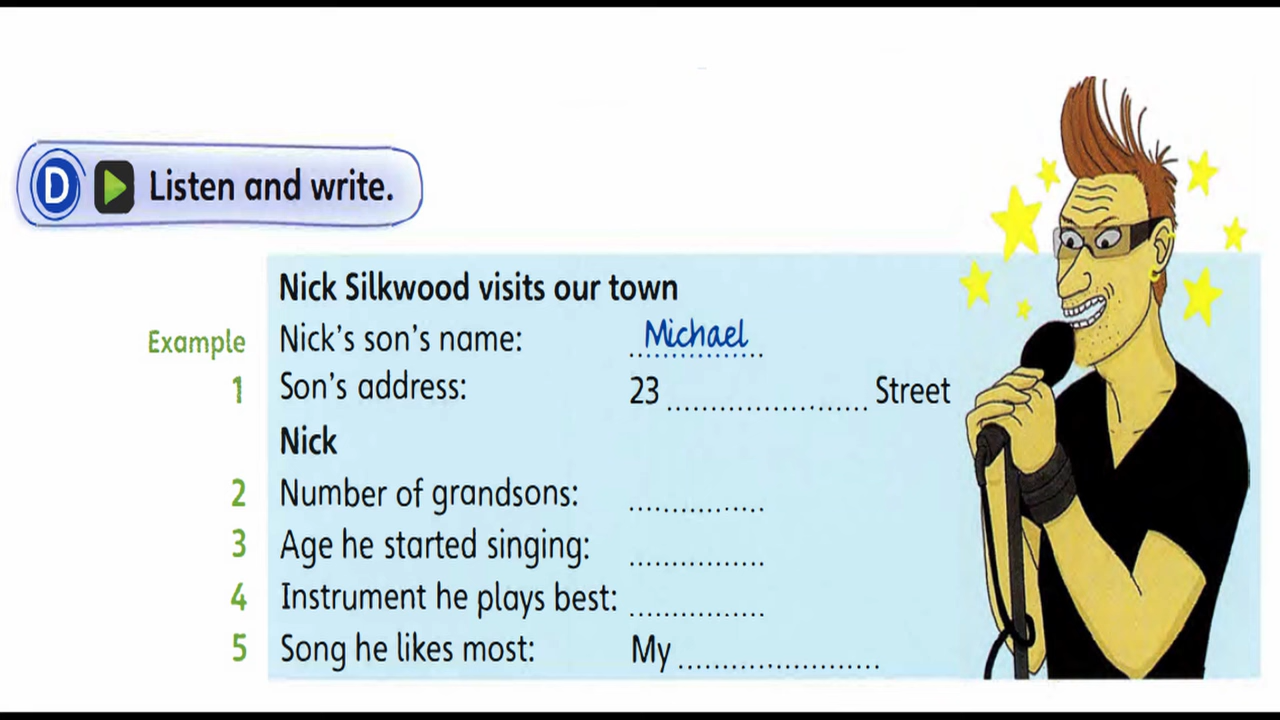 D Listen and write.
Nick Silkwood visits our town
Example Nick's son's name: Michael
1 Son's address: 23 ........................ Street
Nick
2 Number of grandsons: ................
3 Age he started singing: ................
4 Instrument he plays best: ................
5 Song he likes most: My ........................